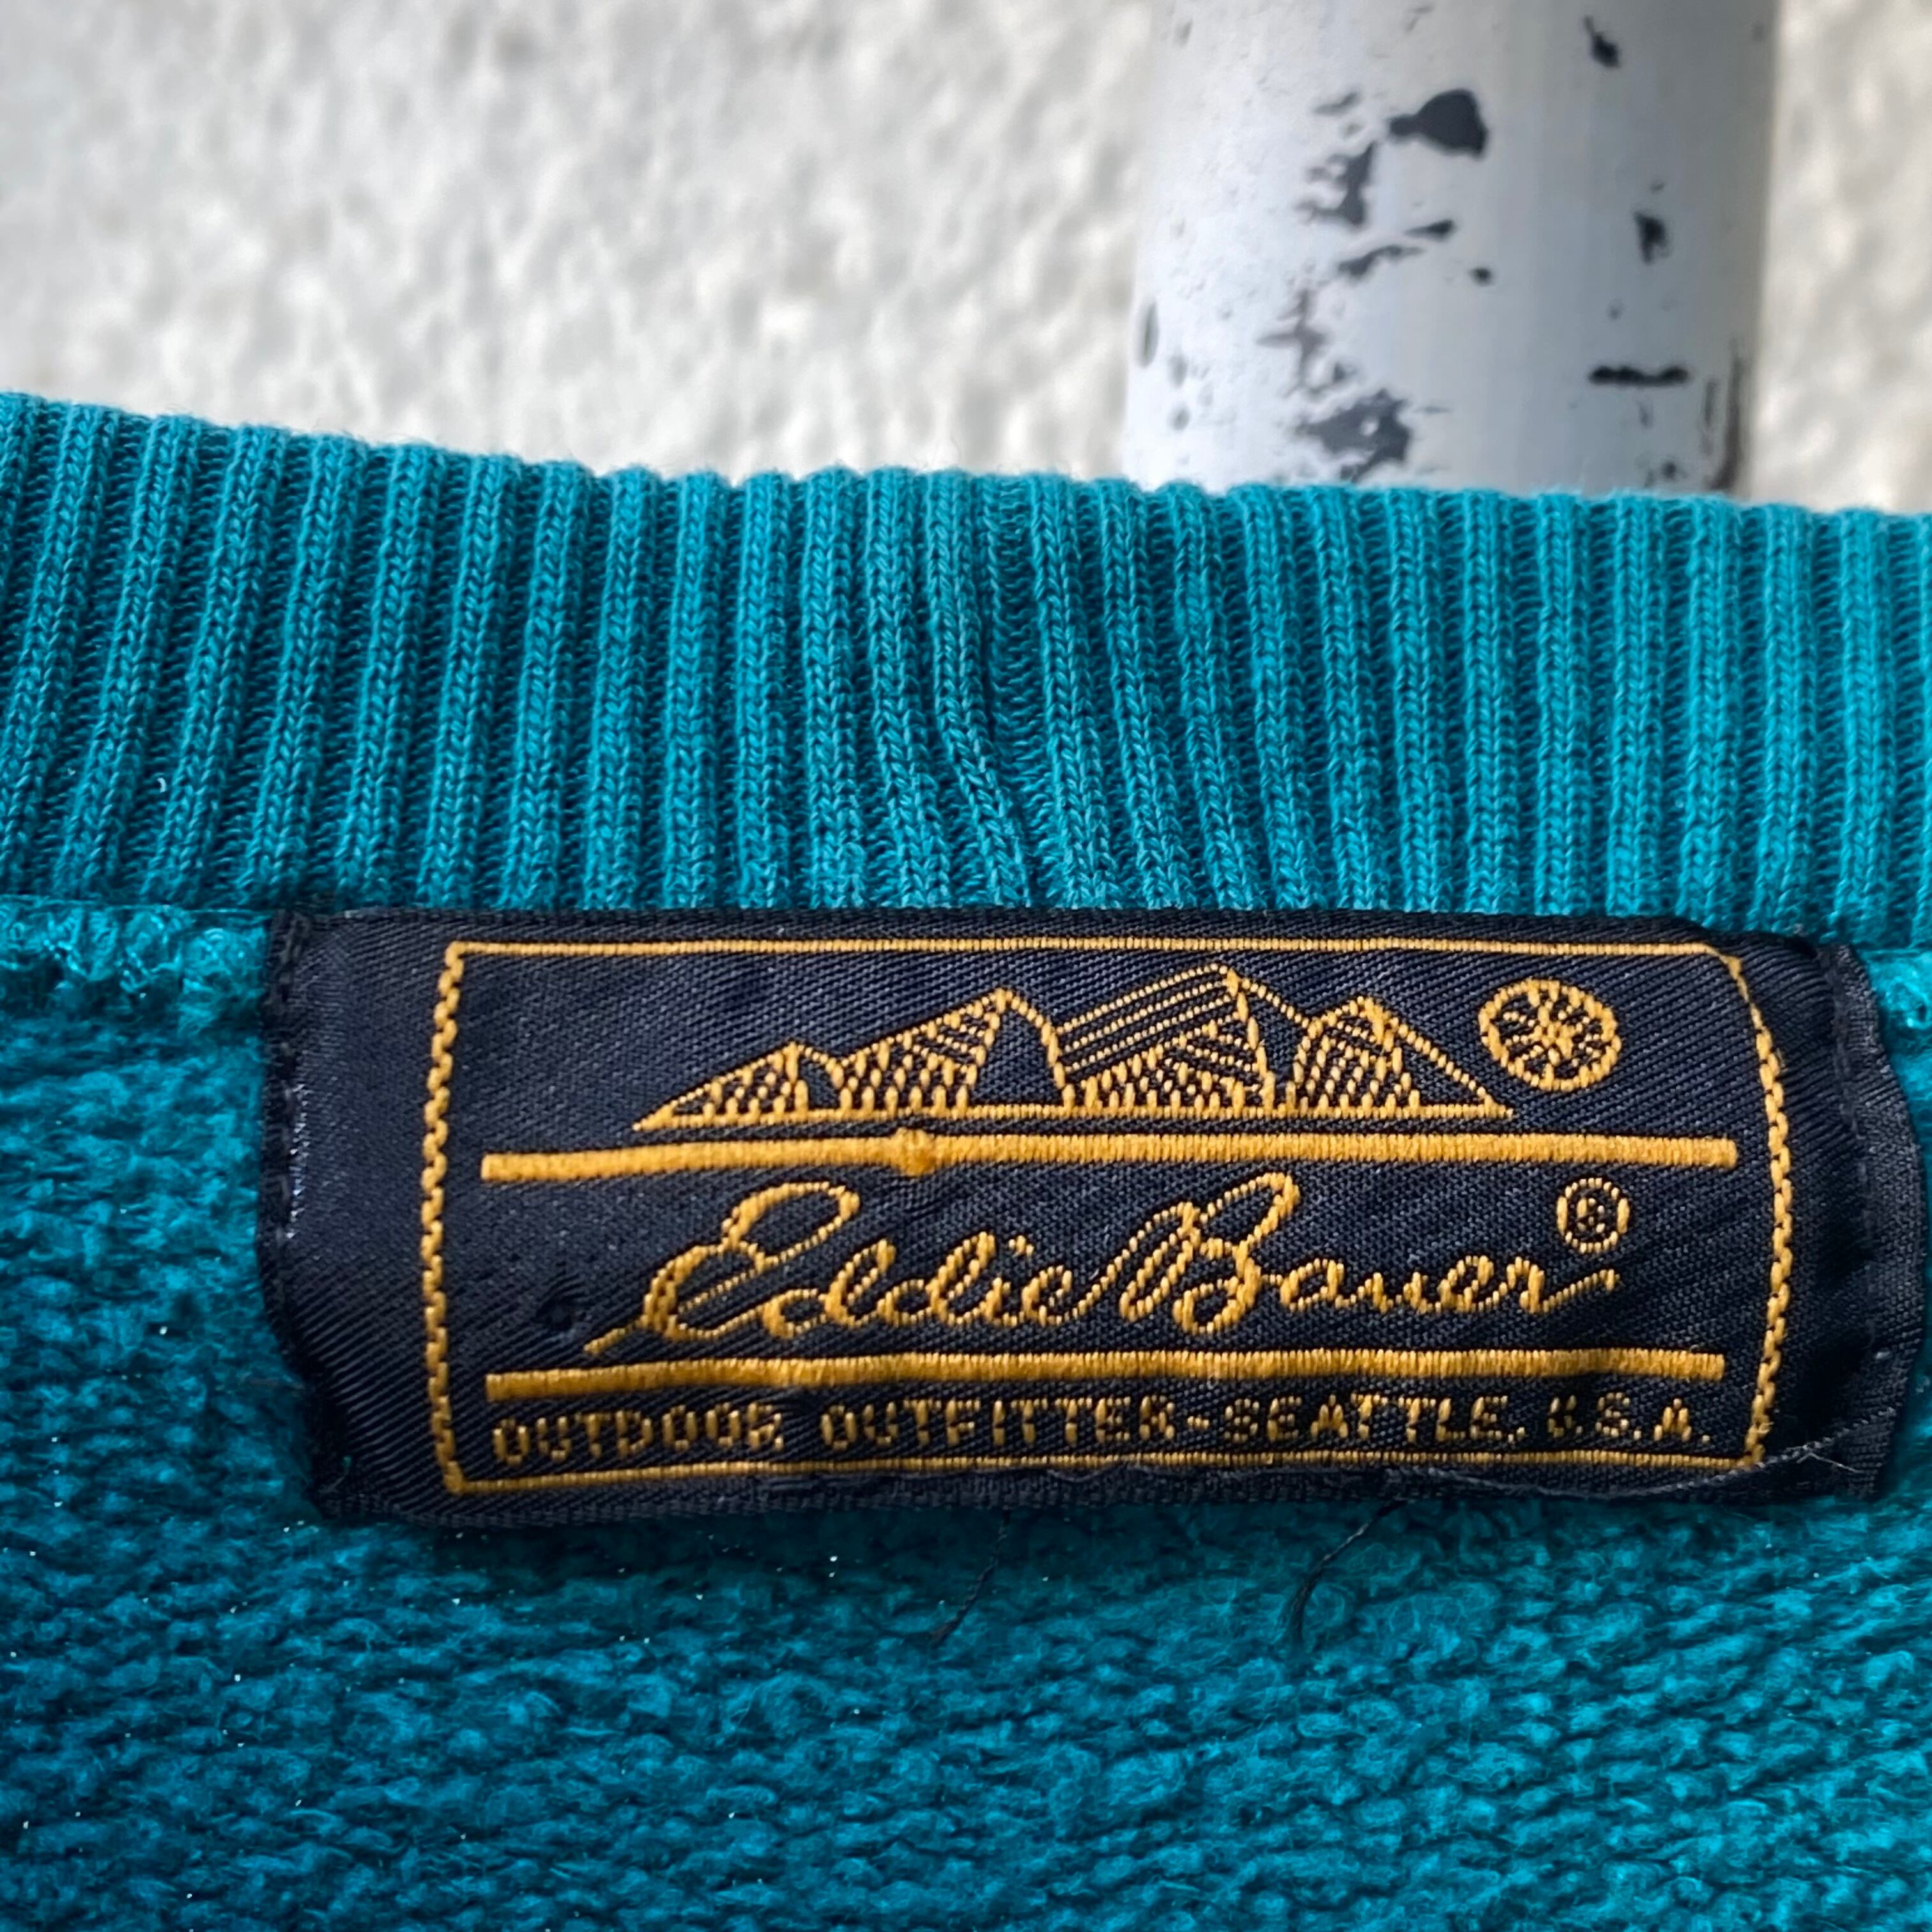 Eddie Bauer®
OUTDOOR OUTFITTER-SEATTLE, U.S.A.